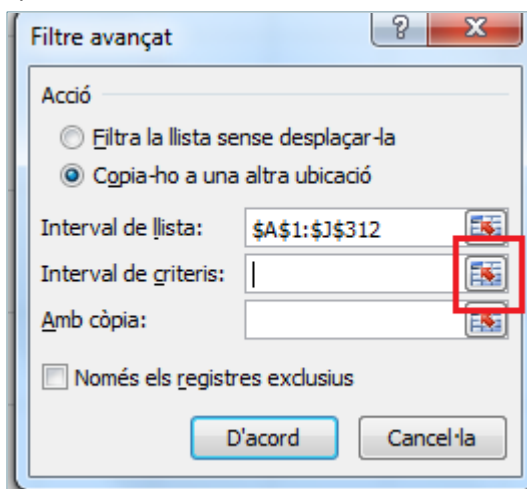 Filtre avançat
Acció
Filtra la llista sense desplaçar-la
Copia-ho a una altra ubicació
Interval de llista: $A$1:$J$312
Interval de criteris:
Amb còpia:
Només els registres exclusius
D'acord Cancel·la